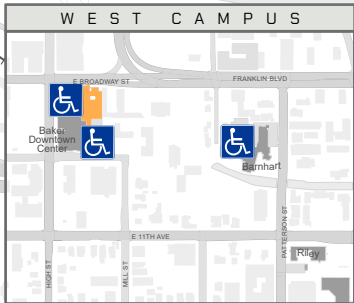 WEST CAMPUS
E BROADWAY ST
FRANKLIN BLVD
Baker
Downtown
Center
Barnhart
PATTERSON ST
E 11TH AVE
Riley
HIGH ST
MILL ST